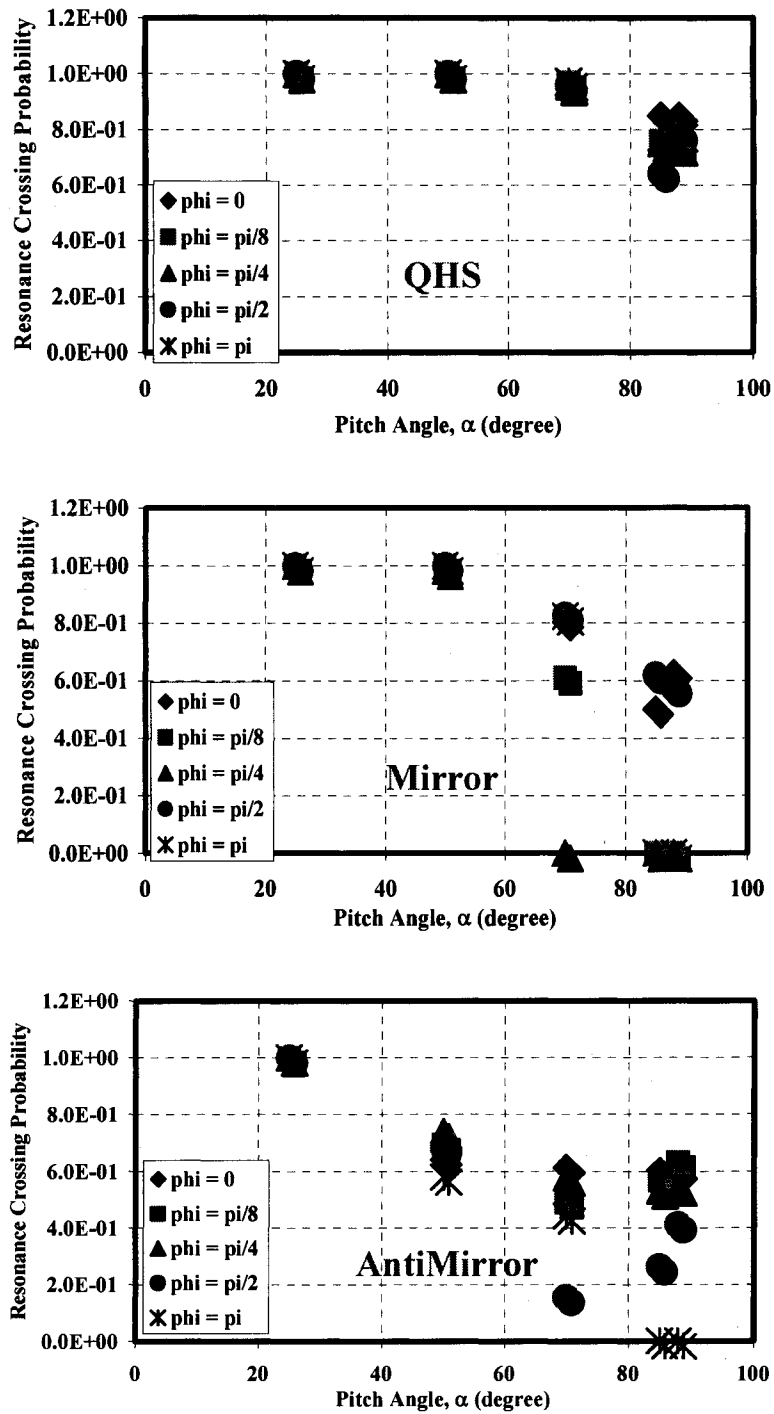 Resonance Crossing Probability
1.2E+00
1.0E+00
8.0E-01
6.0E-01
4.0E-01
2.0E-01
0.0E+00
phi = 0
phi = pi/8
phi = pi/4
phi = pi/2
phi = pi
QHS
0
20
40
60
80
100
Pitch Angle, α (degree)
Resonance Crossing Probability
1.2E+00
1.0E+00
8.0E-01
6.0E-01
4.0E-01
2.0E-01
0.0E+00
phi = 0
phi = pi/8
phi = pi/4
phi = pi/2
phi = pi
Mirror
0
20
40
60
80
100
Pitch Angle, α (degree)
Resonance Crossing Probability
1.2E+00
1.0E+00
8.0E-01
6.0E-01
4.0E-01
2.0E-01
0.0E+00
phi = 0
phi = pi/8
phi = pi/4
phi = pi/2
phi = pi
AntiMirror
0
20
40
60
80
100
Pitch Angle, α (degree)